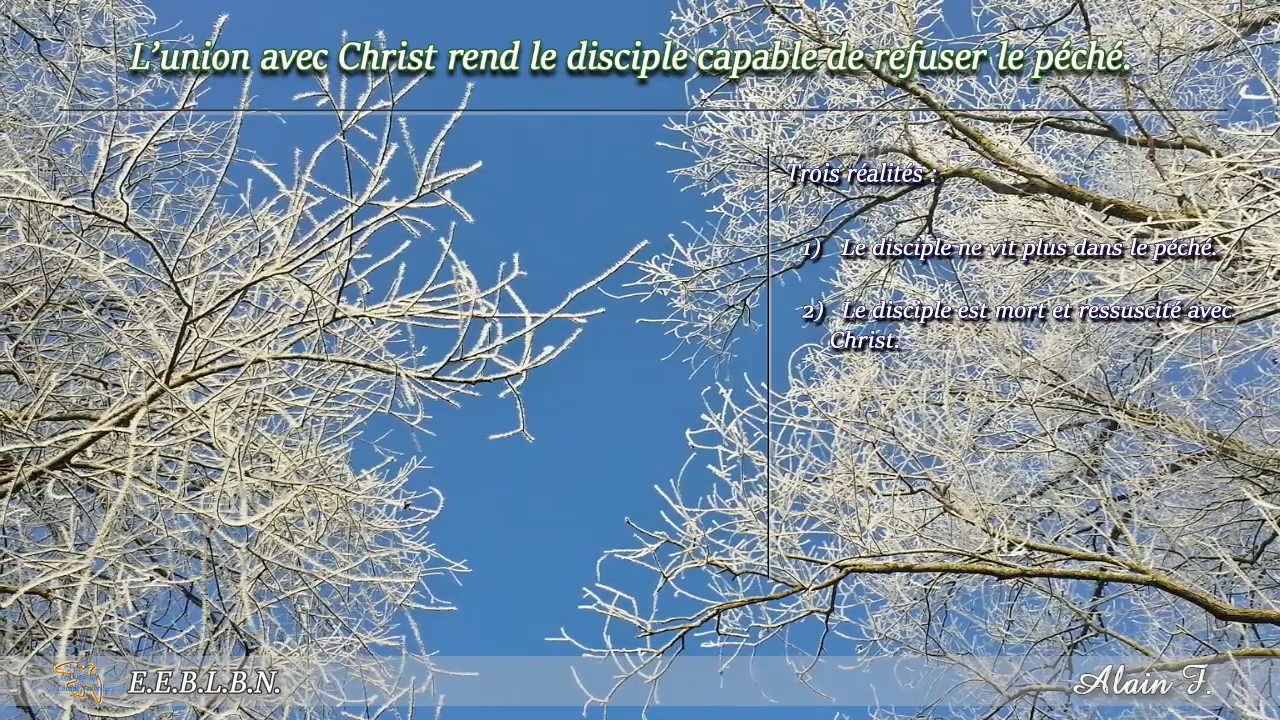 L’union avec Christ rend le disciple capable de refuser le péché.
Trois réalités :
1) Le disciple ne vit plus dans le péché.
2) Le disciple est mort et ressuscité avec
Christ.
E.E.B.L.B.N.
Alain F.